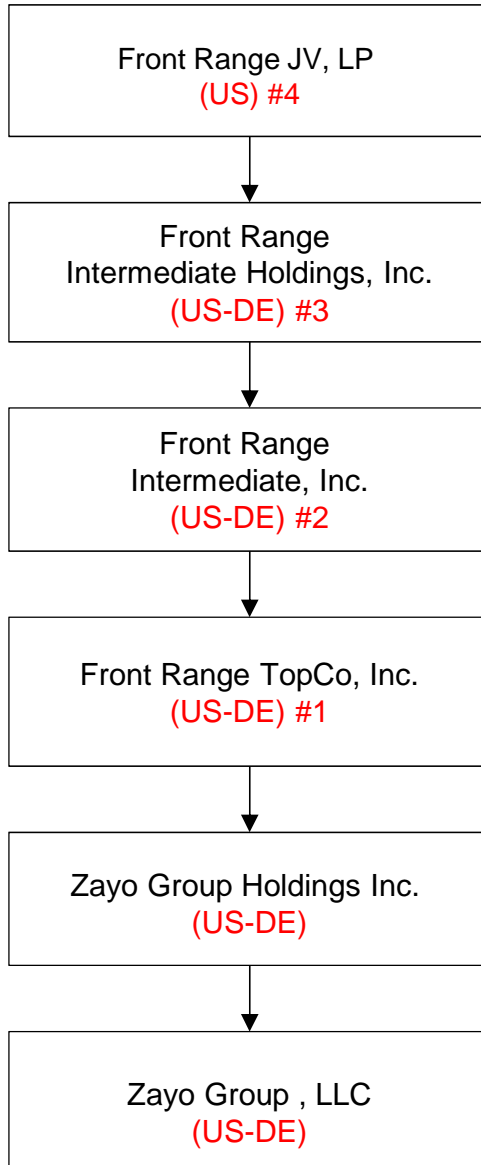 Front Range JV, LP
(US) #4
Front Range
Intermediate Holdings, Inc.
(US-DE) #3
Front Range
Intermediate, Inc.
(US-DE) #2
Front Range TopCo, Inc.
(US-DE) #1
Zayo Group Holdings Inc.
(US-DE)
Zayo Group , LLC
(US-DE)